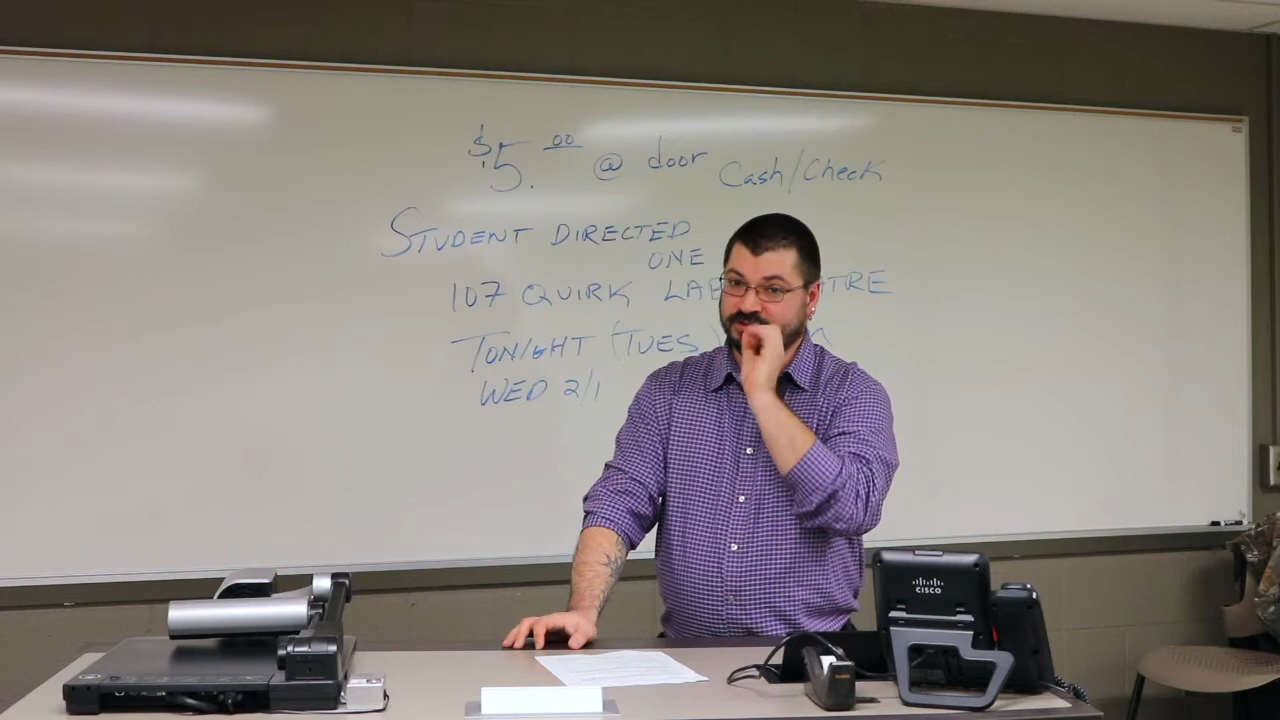 $5.00 @ door Cash/Check
STUDENT DIRECTED
ONE
107 QUIRK LAB
TONIGHT (TUES
WED 2/1
CISCO